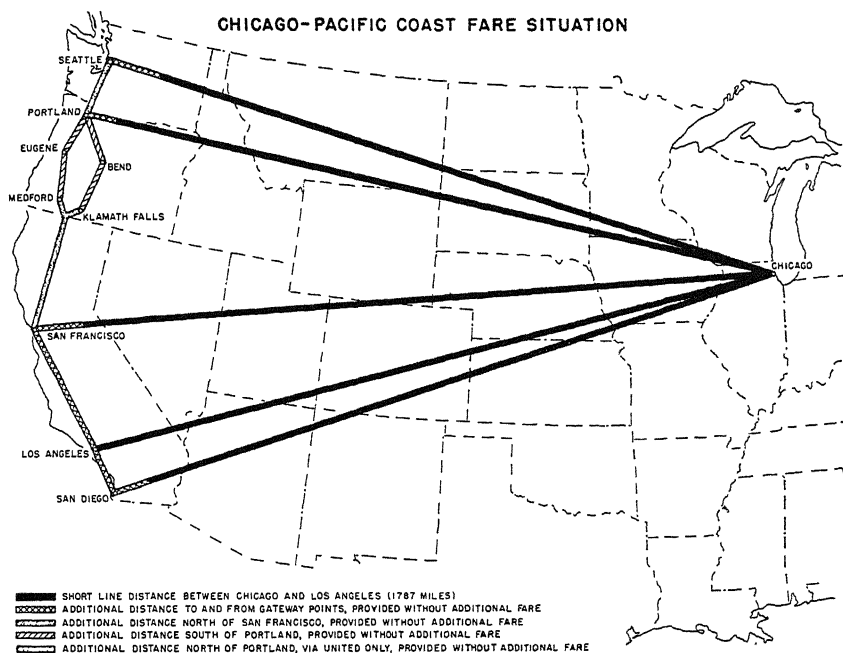 CHICAGO-PACIFIC COAST FARE SITUATION
SEATTLE
PORTLAND
EUGENE
BEND
MEDFORD
KLAMATH FALLS
CHICAGO
SAN FRANCISCO
LOS ANGELES
SAN DIEGO
SHORT LINE DISTANCE BETWEEN CHICAGO AND LOS ANGELES (1787 MILES)
ADDITIONAL DISTANCE TO AND FROM GATEWAY POINTS, PROVIDED WITHOUT ADDITIONAL FARE
ADDITIONAL DISTANCE NORTH OF SAN FRANCISCO, PROVIDED WITHOUT ADDITIONAL FARE
ADDITIONAL DISTANCE SOUTH OF PORTLAND, PROVIDED WITHOUT ADDITIONAL FARE
ADDITIONAL DISTANCE NORTH OF PORTLAND, VIA UNITED ONLY, PROVIDED WITHOUT ADDITIONAL FARE